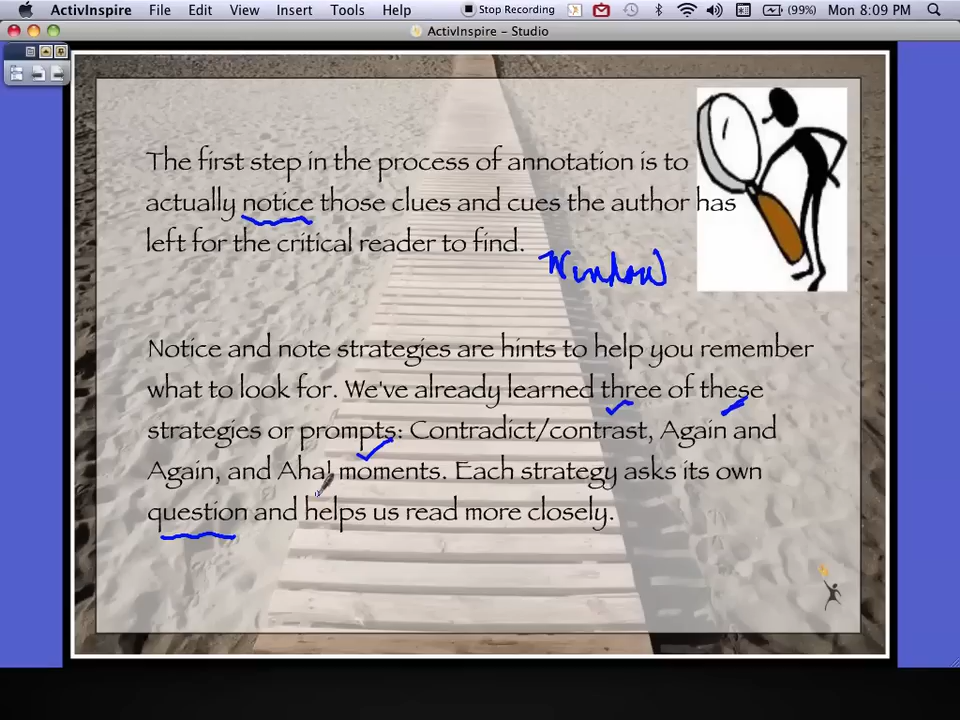 ActivInspire File Edit View Insert Tools Help Stop Recording (99%) Mon 8:09 PM
ActivInspire - Studio
The first step in the process of annotation is to
actually notice those clues and cues the author has
left for the critical reader to find.
Window
Notice and note strategies are hints to help you remember
what to look for. We've already learned three of these
strategies or prompts: Contradict/contrast, Again and
Again, and Aha! moments. Each strategy asks its own
question and helps us read more closely.